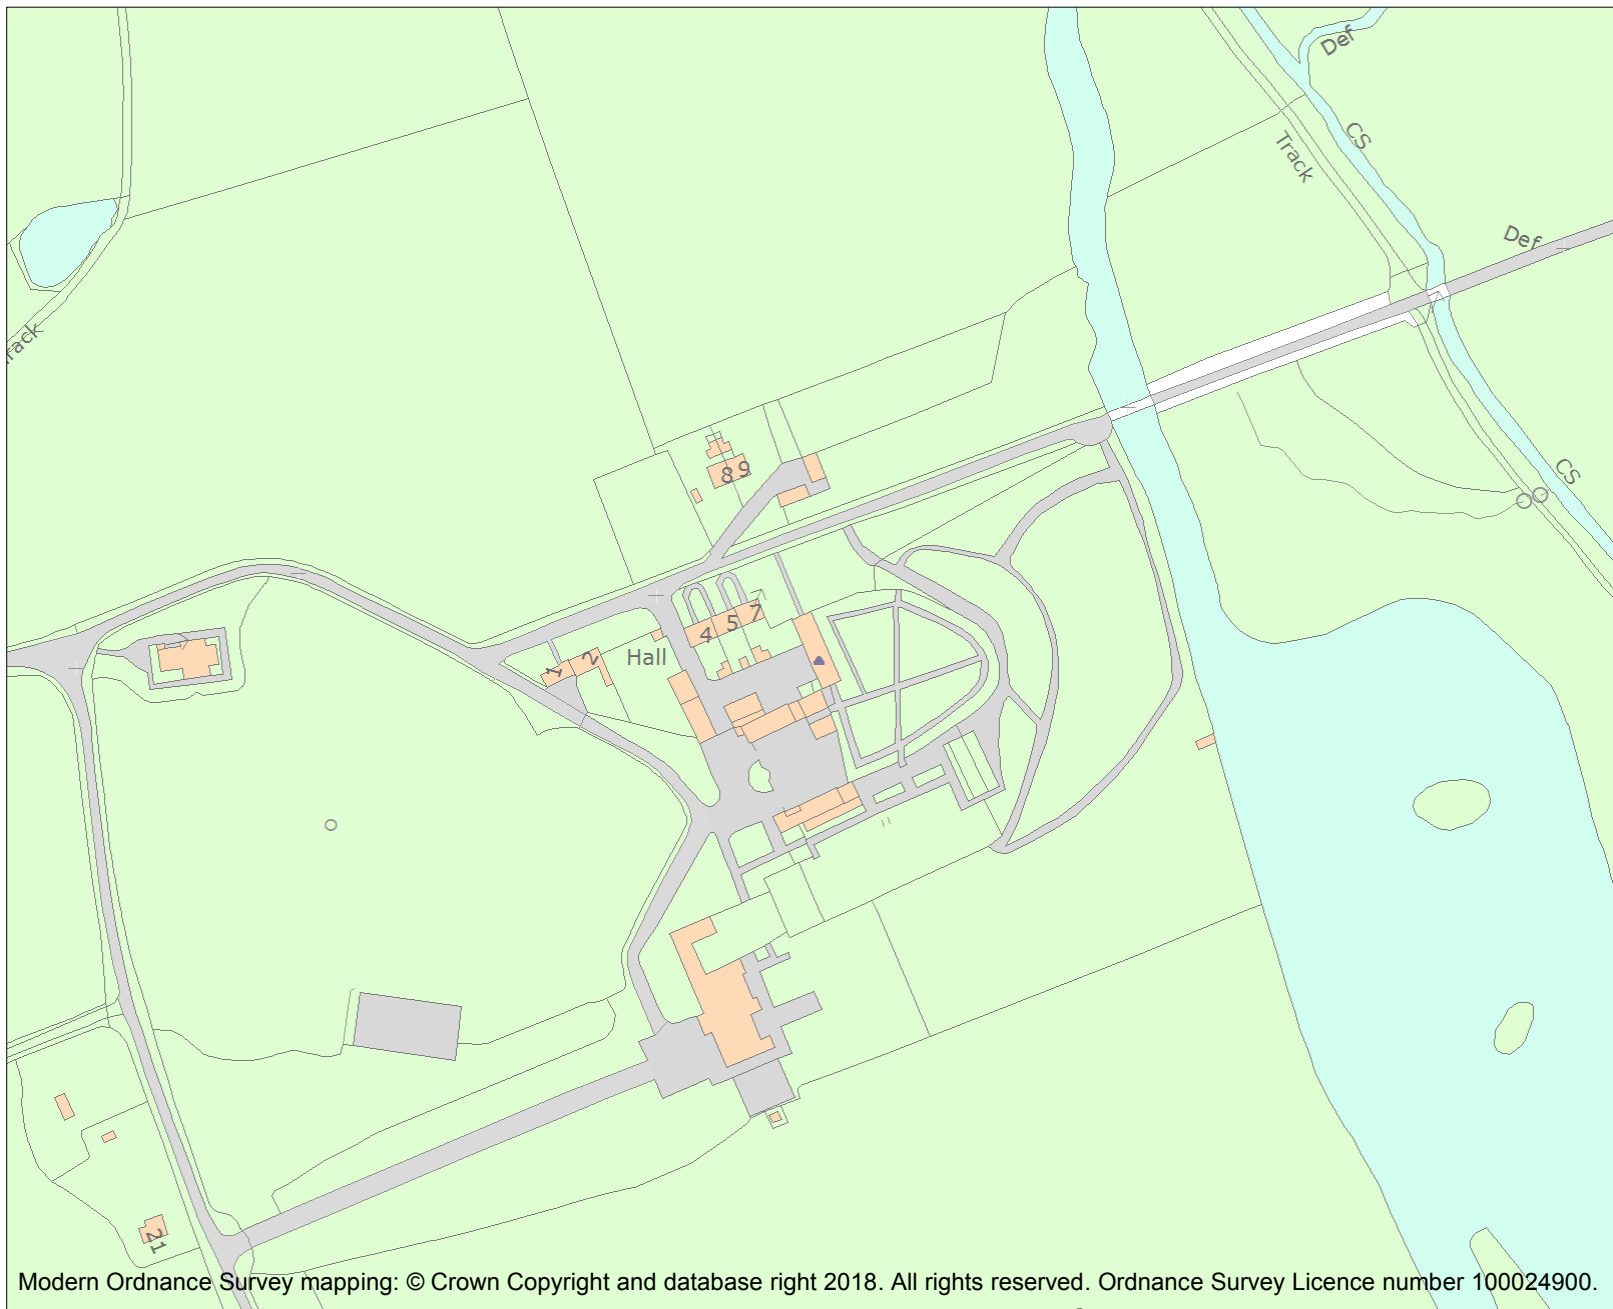 Def
CS
Track
Def
Track
8 9
CS
7
5
4
Hall
2
1
21
Modern Ordnance Survey mapping: © Crown Copyright and database right 2018. All rights reserved. Ordnance Survey Licence number 100024900.